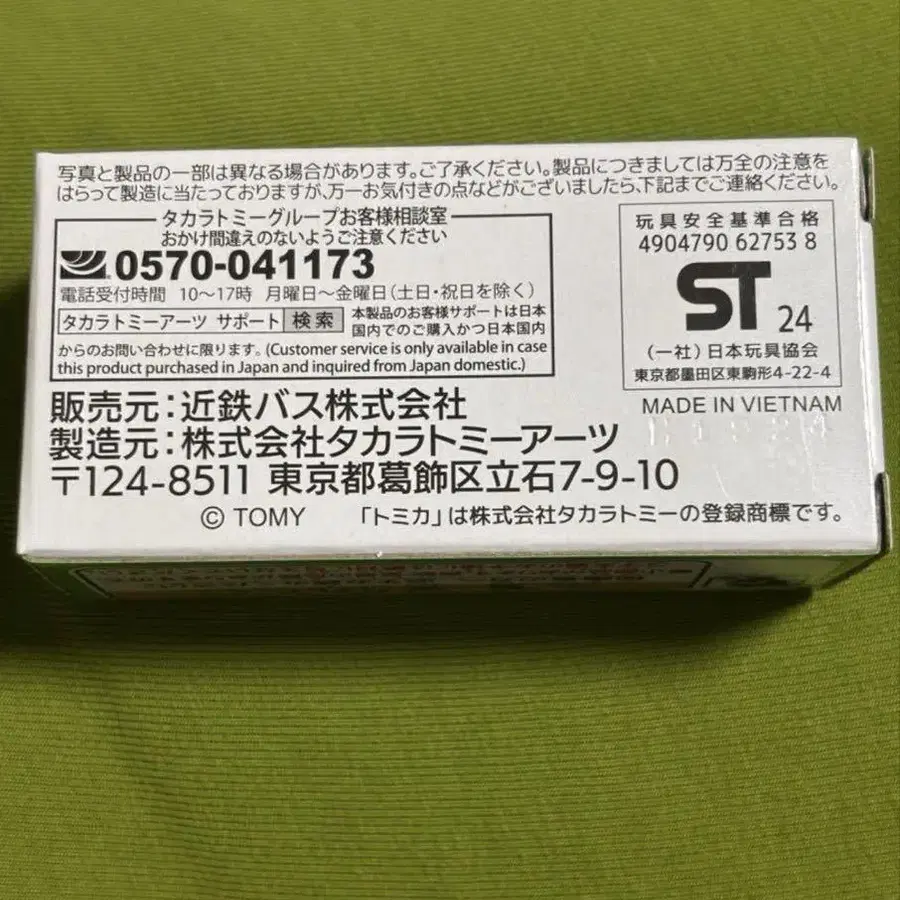 写真と製品の一部は異なる場合があります。ご了承ください。製品につきましては万全の注意を
はらって製造に当たっておりますが、万一お気付きの点などがございましたら、下記までご連絡ください。
タカラトミーグループお客様相談室
おかけ間違えのないようご注意ください
0570-041173
電話受付時間 10～17時 月曜日～金曜日(土日・祝日を除く)
タカラトミーアーツ サポート 検索 本製品のお客様サポートは日本
国内でのご購入かつ日本国内
からのお問い合わせに限ります。(Customer service is only available in case
this product purchased in Japan and inquired from Japan domestic.)
玩具安全基準合格
4904790 62753 8
ST 24
(一社)日本玩具協会
東京都墨田区東駒形4-22-4
MADE IN VIETNAM
販売元:近鉄バス株式会社
製造元:株式会社タカラトミーアーツ
〒124-8511 東京都葛飾区立石7-9-10
© TOMY 「トミカ」は株式会社タカラトミーの登録商標です。